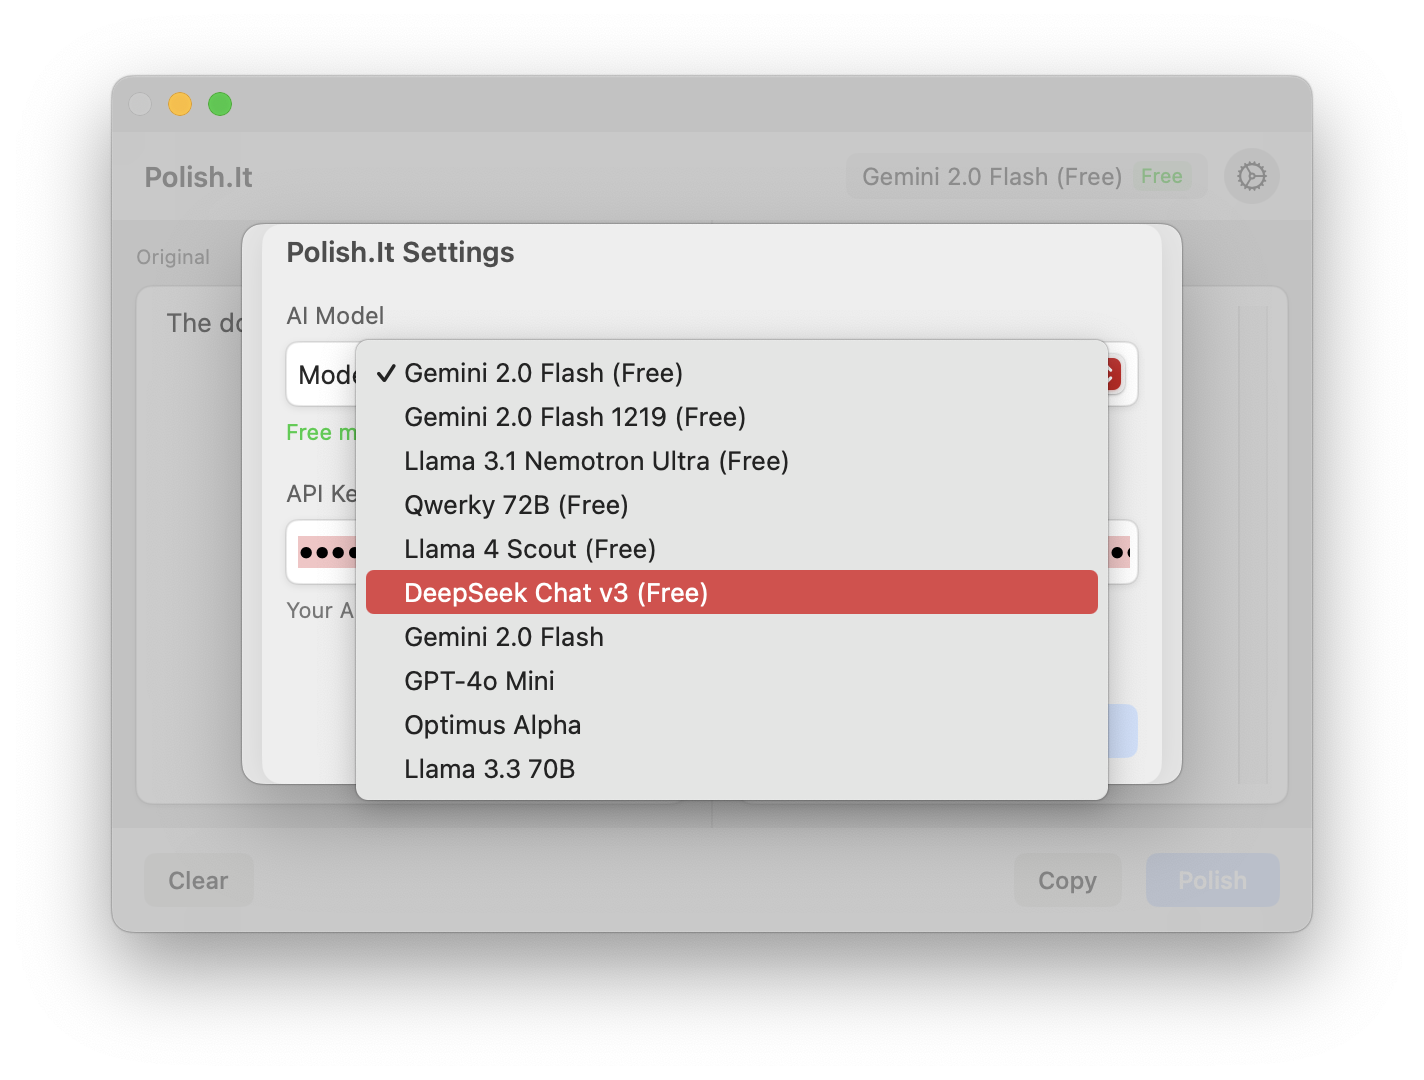 Polish.It
Gemini 2.0 Flash (Free) Free
Original
The
Polish.It Settings
AI Model
✓ Gemini 2.0 Flash (Free)
Gemini 2.0 Flash 1219 (Free)
Llama 3.1 Nemotron Ultra (Free)
Qwerky 72B (Free)
Llama 4 Scout (Free)
DeepSeek Chat v3 (Free)
Gemini 2.0 Flash
GPT-4o Mini
Optimus Alpha
Llama 3.3 70B
Free
API
Your
Clear
Copy
Polish